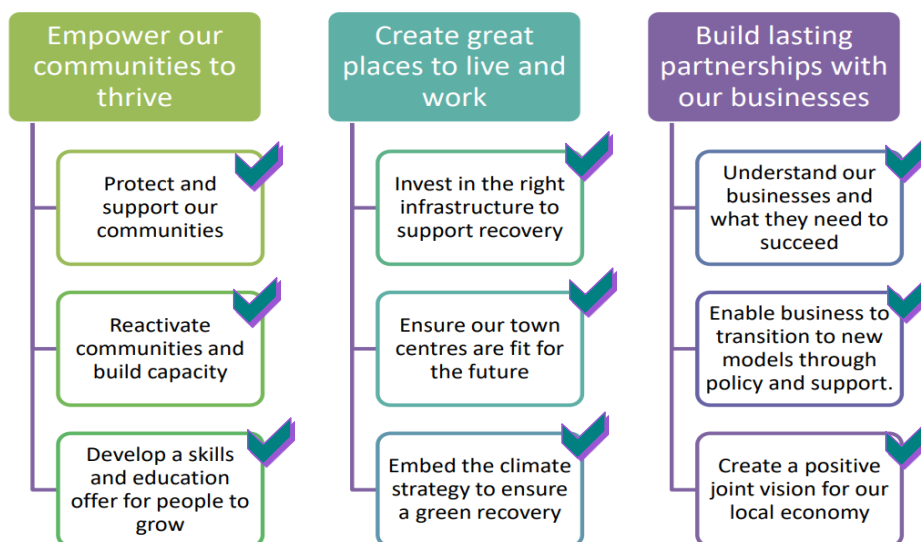 Empower our
communities to
thrive
Protect and
support our
communities
Reactivate
communities and
build capacity
Develop a skills
and education
offer for people to
grow
Create great
places to live and
work
Invest in the right
infrastructure to
support recovery
Ensure our town
centres are fit for
the future
Embed the climate
strategy to ensure
a green recovery
Build lasting
partnerships with
our businesses
Understand our
businesses and
what they need to
succeed
Enable business to
transition to new
models through
policy and support.
Create a positive
joint vision for our
local economy